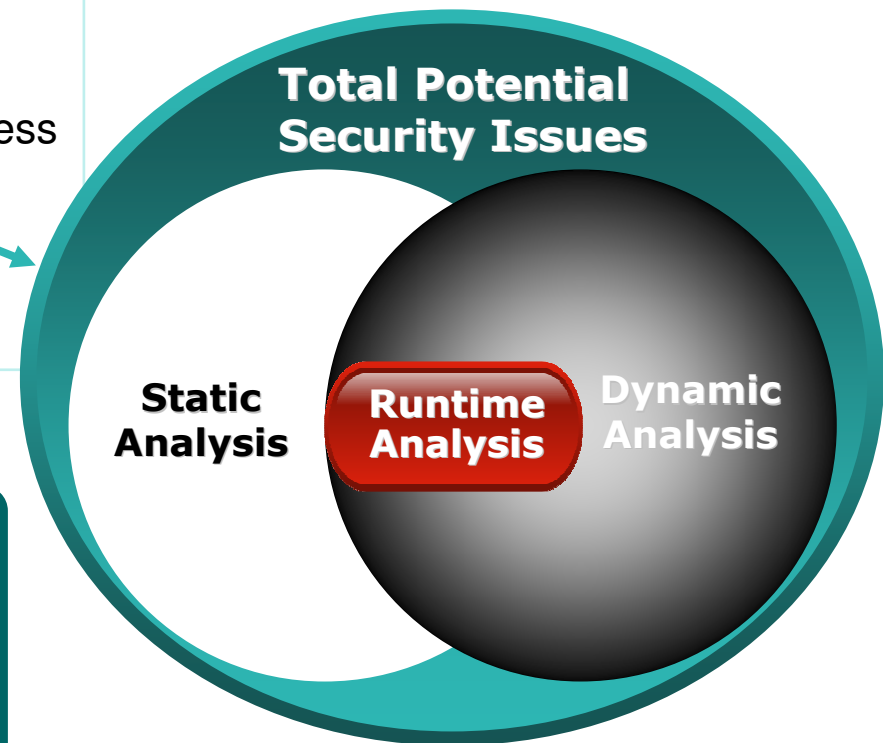 ess
Total Potential
Security Issues
Static
Analysis
Runtime
Analysis
Dynamic
Analysis